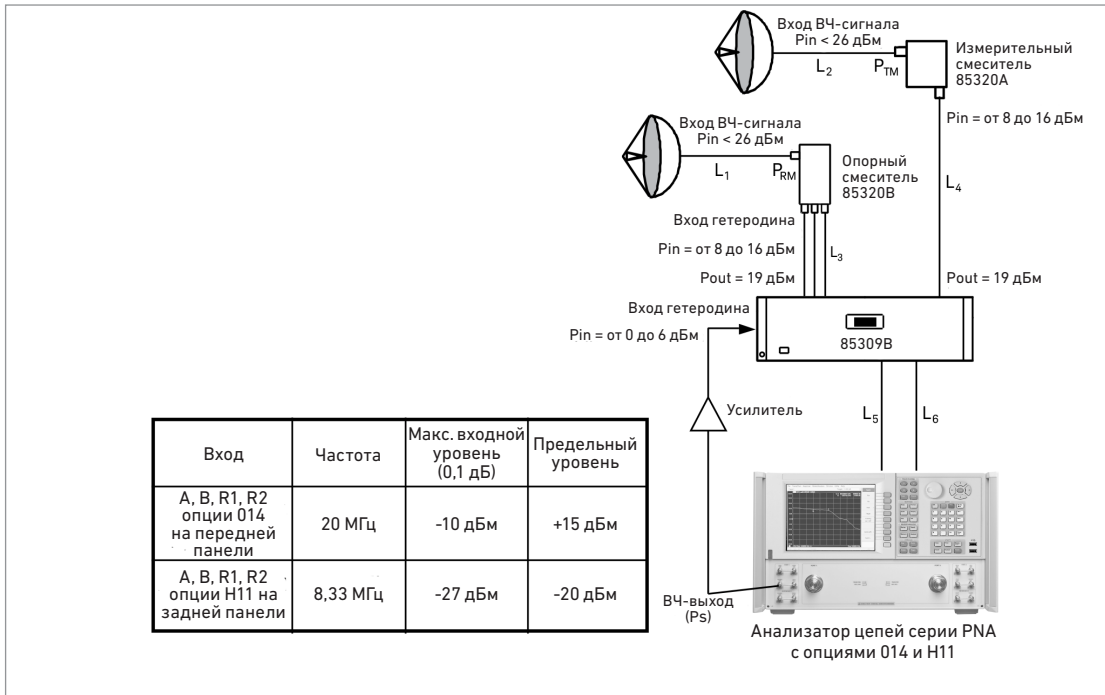 Вход ВЧ-сигнала
Pin < 26 дБм
L2
PTM
Измерительный
смеситель
85320A
Pin = от 8 до 16 дБм
Вход ВЧ-сигнала
Pin < 26 дБм
L1
PRM
Опорный
смеситель
85320B
L4
Вход гетеродина
Pin = от 8 до 16 дБм
L3
Pout = 19 дБм
Pout = 19 дБм
Вход гетеродина
Pin = от 0 до 6 дБм
85309B
Усилитель
L5
L6
Вход
Частота
Макс. входной
уровень
(0,1 дБ)
Предельный
уровень
A, B, R1, R2
опции 014
на передней
панели
20 МГц
-10 дБм
+15 дБм
A, B, R1, R2
опции H11 на
задней панели
8,33 МГц
-27 дБм
-20 дБм
ВЧ-выход
(Ps)
Анализатор цепей серии PNA
с опциями 014 и H11